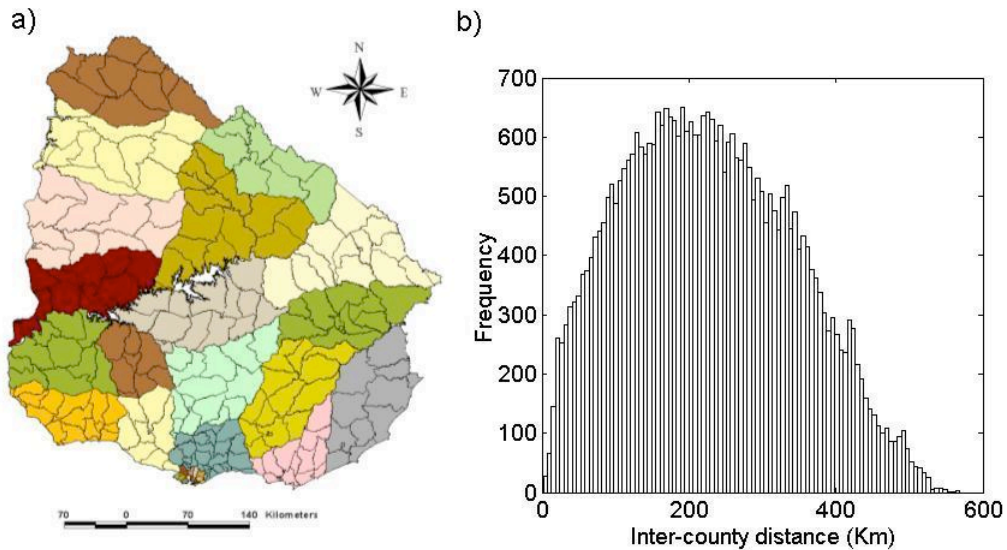 a)
N
W E
S
70 0 70 140 Kilometers
b)
Frequency
700
600
500
400
300
200
100
0
0 200 400 600
Inter-county distance (Km)